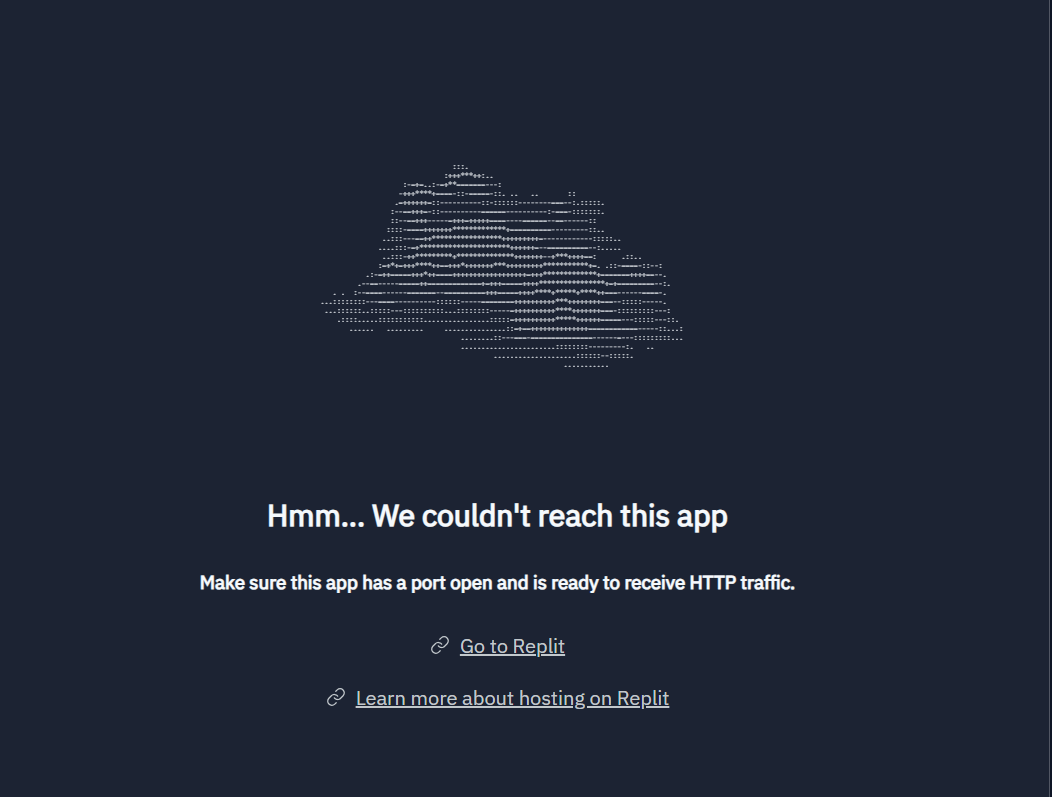 Hmm... We couldn't reach this app
Make sure this app has a port open and is ready to receive HTTP traffic.
Go to Replit
Learn more about hosting on Replit